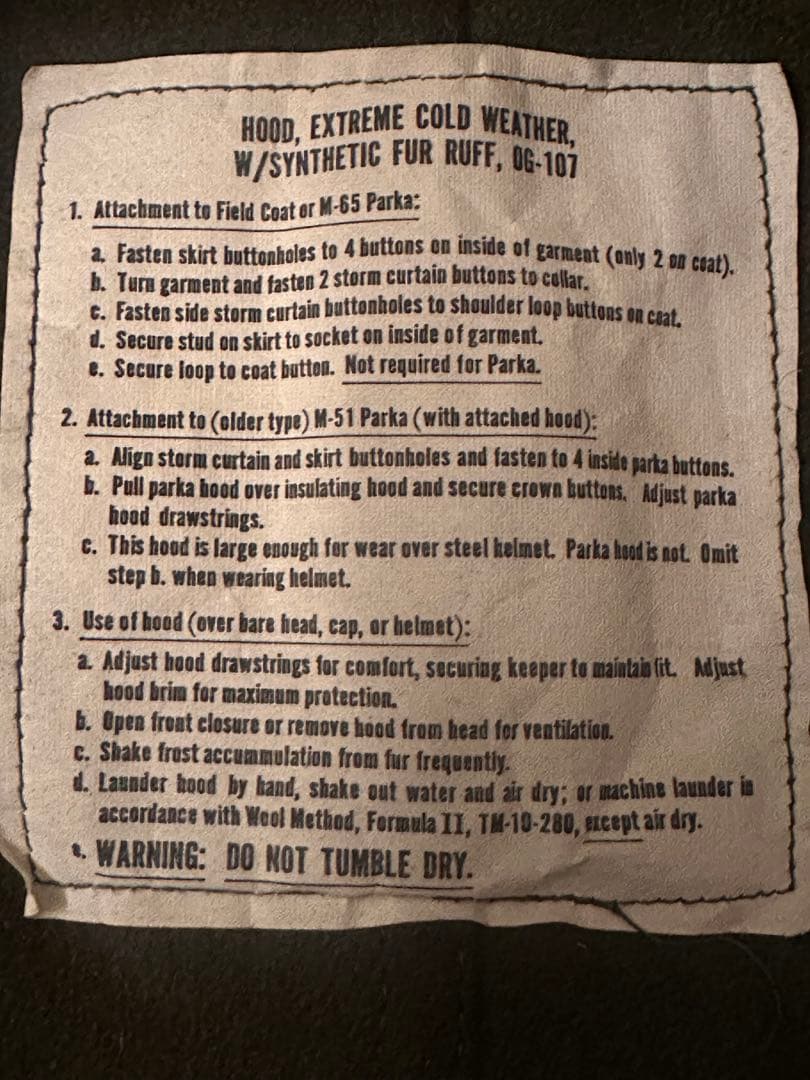 HOOD, EXTREME COLD WEATHER,
W/SYNTHETIC FUR RUFF, OG-107
1. Attachment to Field Coat or M-65 Parka:
a. Fasten skirt buttonholes to 4 buttons on inside of garment (only 2 on coat).
b. Turn garment and fasten 2 storm curtain buttons to collar.
c. Fasten side storm curtain buttonholes to shoulder loop buttons on coat.
d. Secure stud on skirt to socket on inside of garment.
e. Secure loop to coat button. Not required for Parka.
2. Attachment to (older type) M-51 Parka (with attached hood):
a. Align storm curtain and skirt buttonholes and fasten to 4 inside parka buttons.
b. Pull parka hood over insulating hood and secure crown buttons. Adjust parka
hood drawstrings.
c. This hood is large enough for wear over steel helmet. Parka hood is not. Omit
step b. when wearing helmet.
3. Use of hood (over bare head, cap, or helmet):
a. Adjust hood drawstrings for comfort, securing keeper to maintain fit. Adjust
hood brim for maximum protection.
b. Open front closure or remove hood from head for ventilation.
c. Shake frost accummulation from fur frequently.
d. Launder hood by hand, shake out water and air dry; or machine launder in
accordance with Wool Method, Formula II, TM-10-280, except air dry.
e. WARNING: DO NOT TUMBLE DRY.